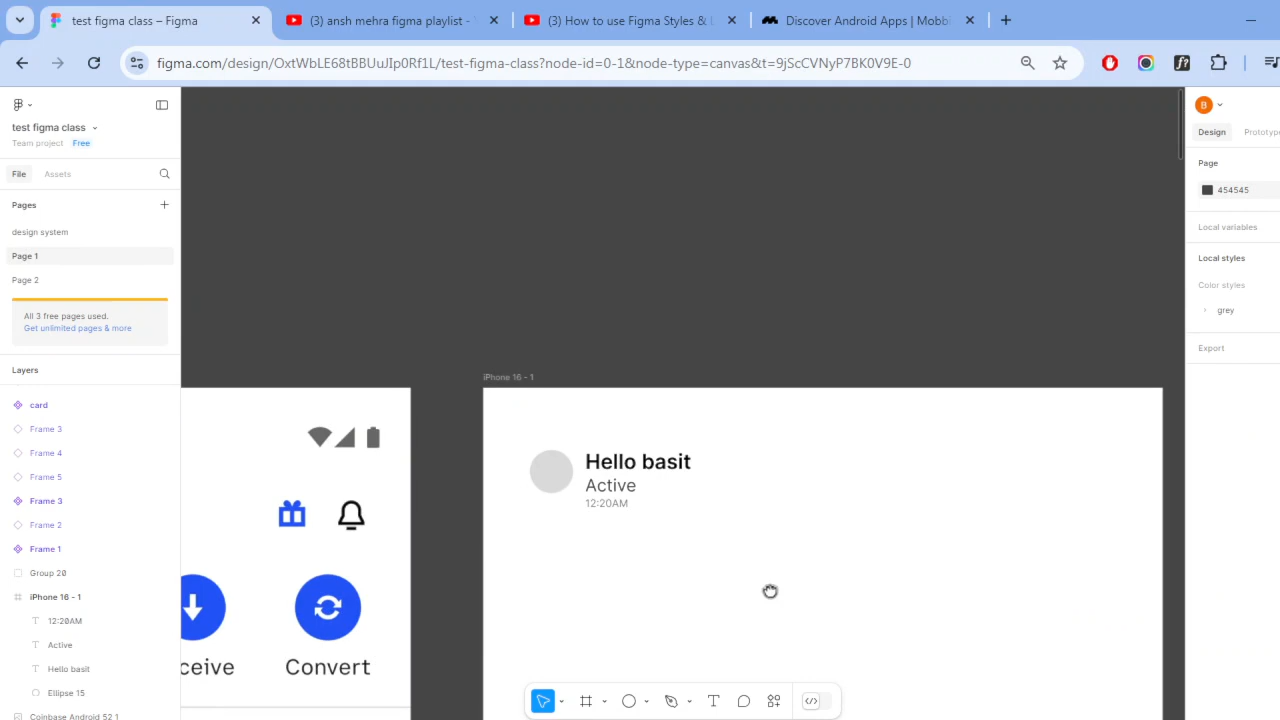 test figma class – Figma
(3) ansh mehra figma playlist -
(3) How to use Figma Styles &
Discover Android Apps | Mobbi
figma.com/design/OxtWbLE68tBBUuJIp0Rf1L/test-figma-class?node-id=0-1&node-type=canvas&t=9jScCVNyP7BK0V9E-0
test figma class
Team project Free
B
Design Prototype
File Assets
Page
454545
Pages
design system
Local variables
Page 1
Local styles
Page 2
Color styles
grey
All 3 free pages used.
Get unlimited pages & more
Export
Layers
iPhone 16 - 1
card
Frame 3
Frame 4
Frame 5
Frame 3
Frame 2
Frame 1
Group 20
iPhone 16 - 1
12:20AM
Active
Hello basit
Ellipse 15
Coinbase Android 52 1
Hello basit
Active
12:20AM
ceive
Convert